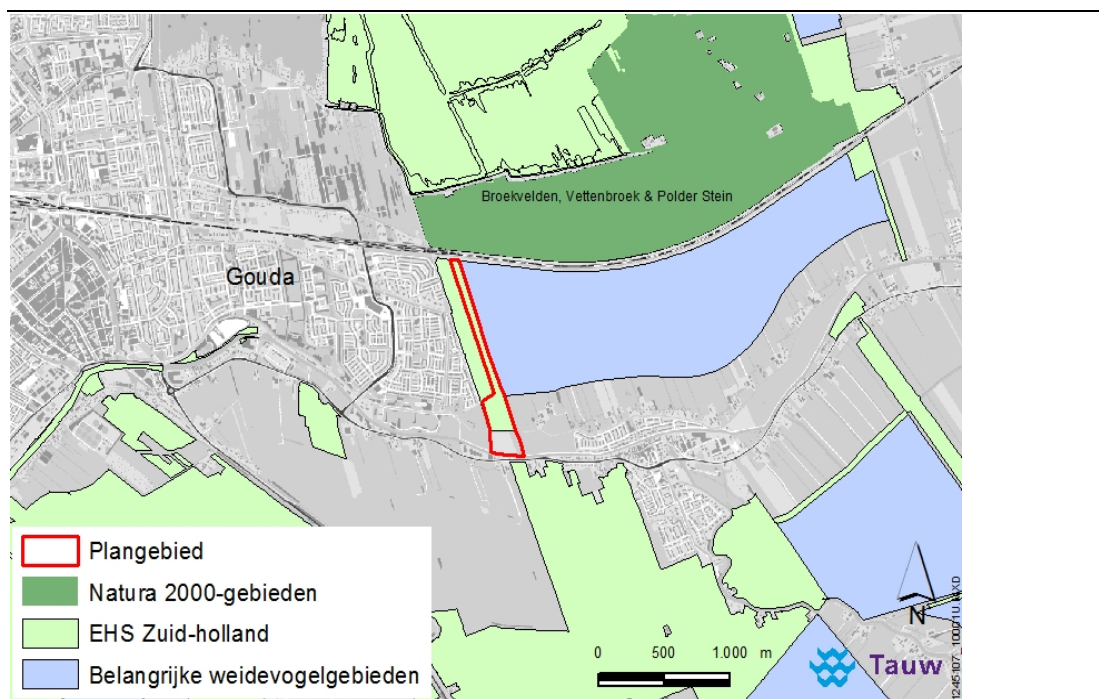 Broekvelden, Vettenbroek & Polder Stein
Gouda
Plangebied
Natura 2000-gebieden
EHS Zuid-holland
Belangrijke weidevogelgebieden
0 500 1.000 m
N
Tauw